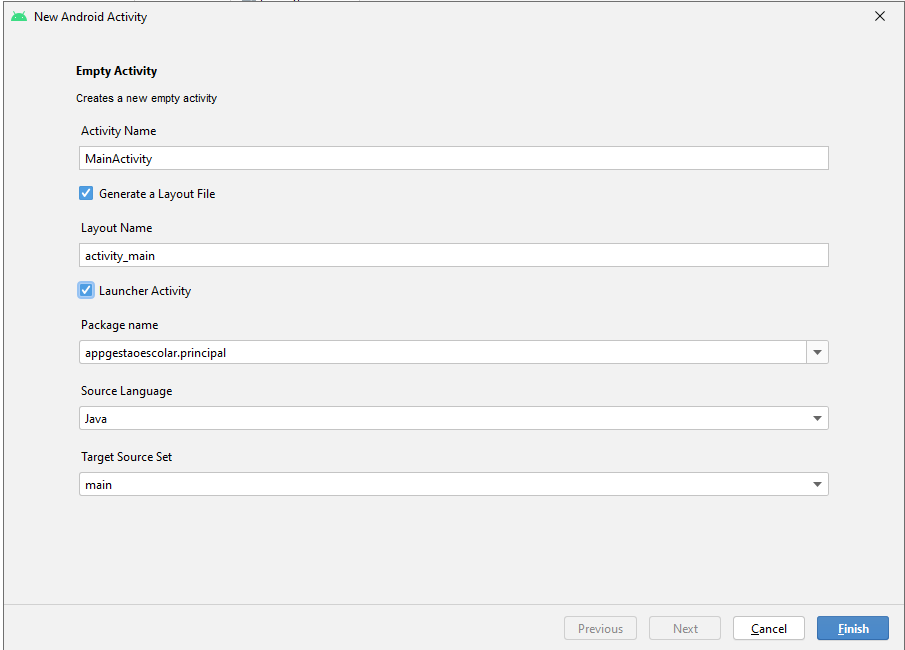 New Android Activity
Empty Activity
Creates a new empty activity
Activity Name
MainActivity
Generate a Layout File
Layout Name
activity_main
Launcher Activity
Package name
appgestaoescolar.principal
Source Language
Java
Target Source Set
main
Previous
Next
Cancel
Finish